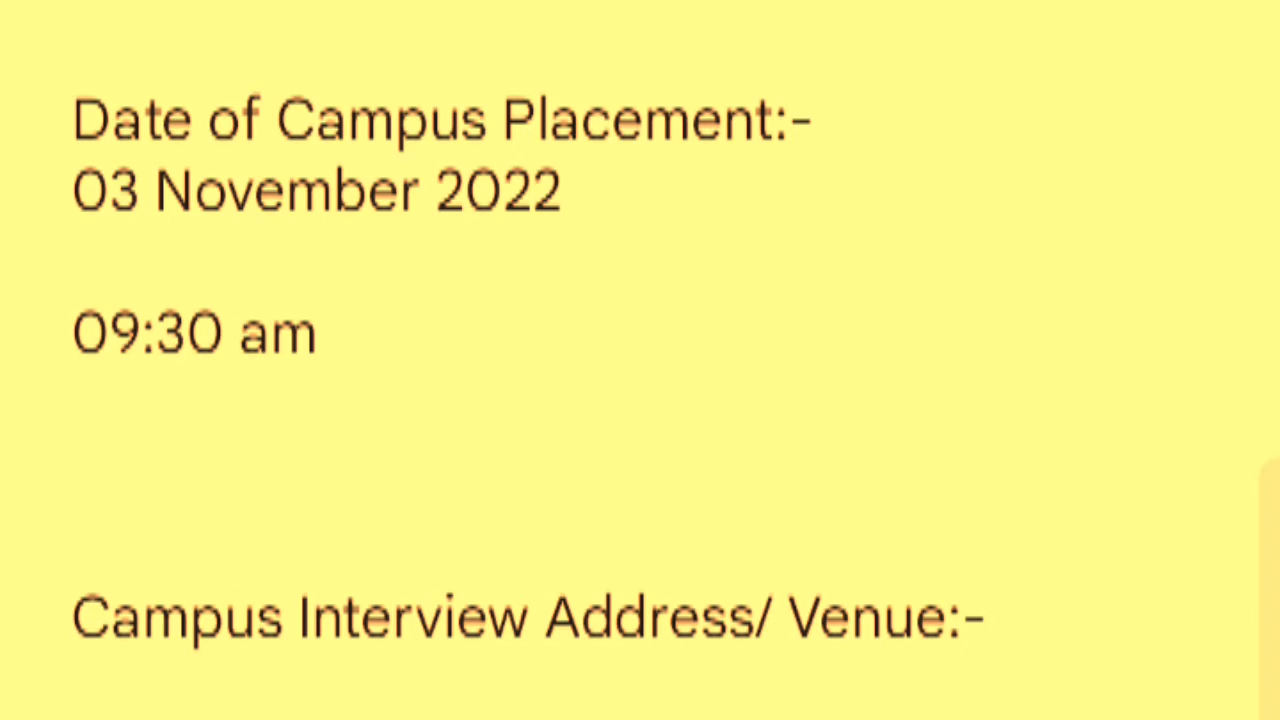 Date of Campus Placement:-
03 November 2022
09:30 am
Campus Interview Address/ Venue:-